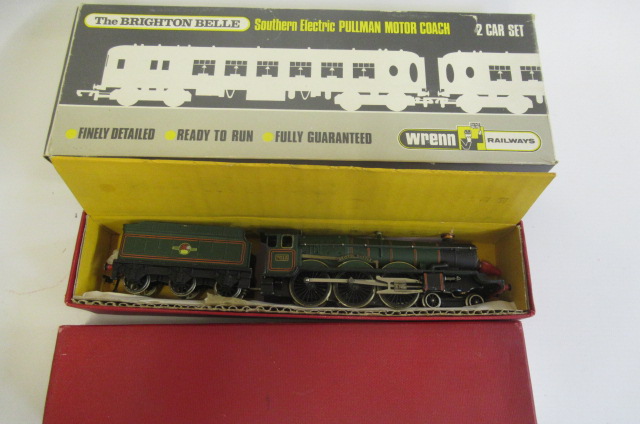 The BRIGHTON BELLE Southern Electric PULLMAN MOTOR COACH 2 CAR SET
FINELY DETAILED READY TO RUN FULLY GUARANTEED
wrenn RAILWAYS